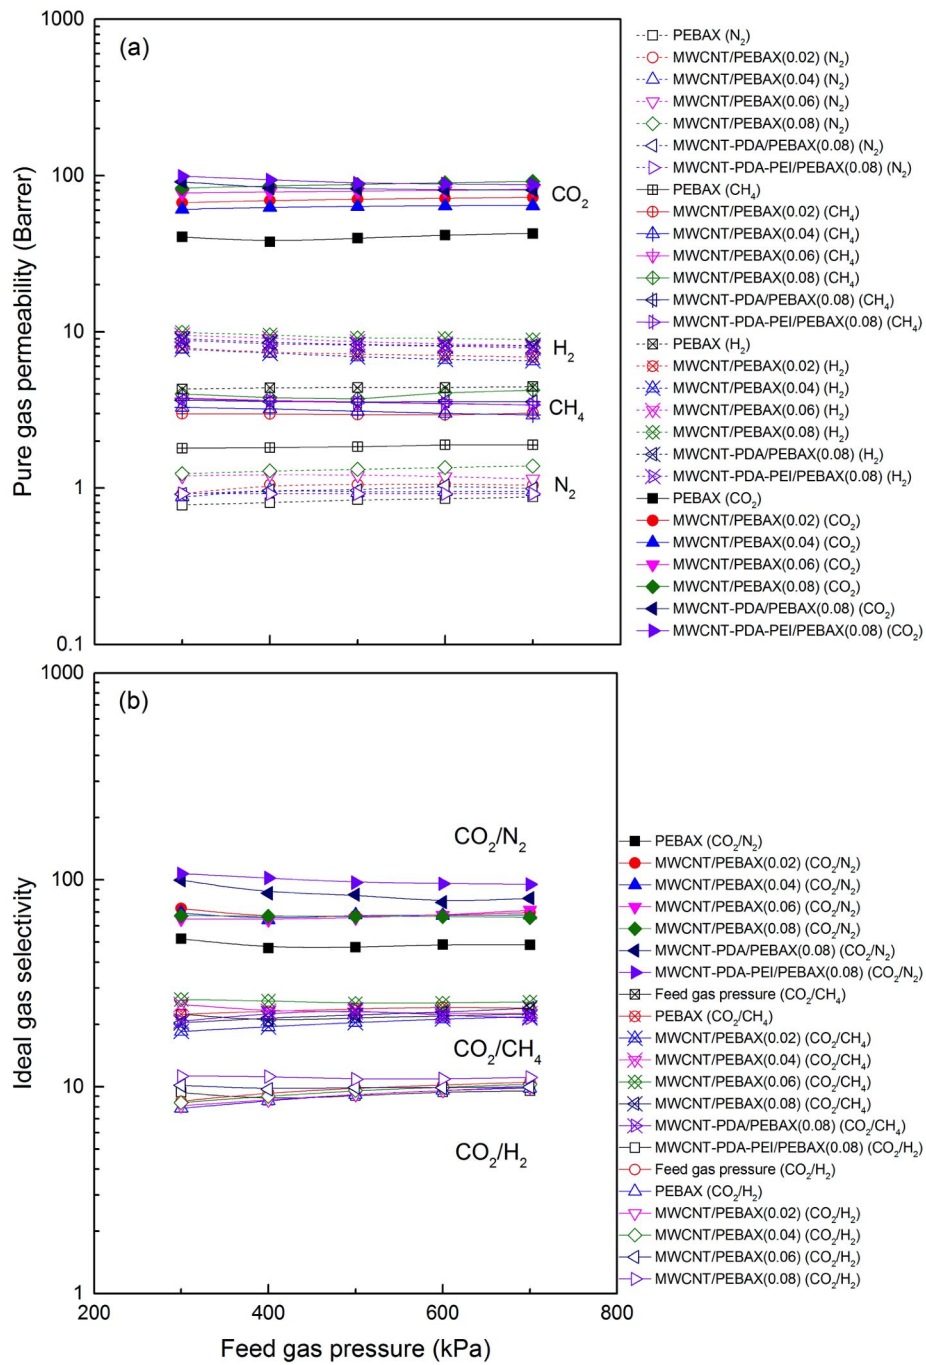 (a)
1000
100
10
1
0.1
Pure gas permeability (Barrer)
CO₂
H₂
CH₄
N₂
PEBAX (N₂)
MWCNT/PEBAX(0.02) (N₂)
MWCNT/PEBAX(0.04) (N₂)
MWCNT/PEBAX(0.06) (N₂)
MWCNT/PEBAX(0.08) (N₂)
MWCNT-PDA/PEBAX(0.08) (N₂)
MWCNT-PDA-PEI/PEBAX(0.08) (N₂)
PEBAX (CH₄)
MWCNT/PEBAX(0.02) (CH₄)
MWCNT/PEBAX(0.04) (CH₄)
MWCNT/PEBAX(0.06) (CH₄)
MWCNT/PEBAX(0.08) (CH₄)
MWCNT-PDA/PEBAX(0.08) (CH₄)
MWCNT-PDA-PEI/PEBAX(0.08) (CH₄)
PEBAX (H₂)
MWCNT/PEBAX(0.02) (H₂)
MWCNT/PEBAX(0.04) (H₂)
MWCNT/PEBAX(0.06) (H₂)
MWCNT/PEBAX(0.08) (H₂)
MWCNT-PDA/PEBAX(0.08) (H₂)
MWCNT-PDA-PEI/PEBAX(0.08) (H₂)
PEBAX (CO₂)
MWCNT/PEBAX(0.02) (CO₂)
MWCNT/PEBAX(0.04) (CO₂)
MWCNT/PEBAX(0.06) (CO₂)
MWCNT/PEBAX(0.08) (CO₂)
MWCNT-PDA/PEBAX(0.08) (CO₂)
MWCNT-PDA-PEI/PEBAX(0.08) (CO₂)
(b)
1000
100
10
1
Ideal gas selectivity
CO₂/N₂
CO₂/CH₄
CO₂/H₂
PEBAX (CO₂/N₂)
MWCNT/PEBAX(0.02) (CO₂/N₂)
MWCNT/PEBAX(0.04) (CO₂/N₂)
MWCNT/PEBAX(0.06) (CO₂/N₂)
MWCNT/PEBAX(0.08) (CO₂/N₂)
MWCNT-PDA/PEBAX(0.08) (CO₂/N₂)
MWCNT-PDA-PEI/PEBAX(0.08) (CO₂/N₂)
Feed gas pressure (CO₂/CH₄)
PEBAX (CO₂/CH₄)
MWCNT/PEBAX(0.02) (CO₂/CH₄)
MWCNT/PEBAX(0.04) (CO₂/CH₄)
MWCNT/PEBAX(0.06) (CO₂/CH₄)
MWCNT/PEBAX(0.08) (CO₂/CH₄)
MWCNT-PDA/PEBAX(0.08) (CO₂/CH₄)
MWCNT-PDA-PEI/PEBAX(0.08) (CO₂/H₂)
Feed gas pressure (CO₂/H₂)
PEBAX (CO₂/H₂)
MWCNT/PEBAX(0.02) (CO₂/H₂)
MWCNT/PEBAX(0.04) (CO₂/H₂)
MWCNT/PEBAX(0.06) (CO₂/H₂)
MWCNT/PEBAX(0.08) (CO₂/H₂)
200 400 600 800
Feed gas pressure (kPa)